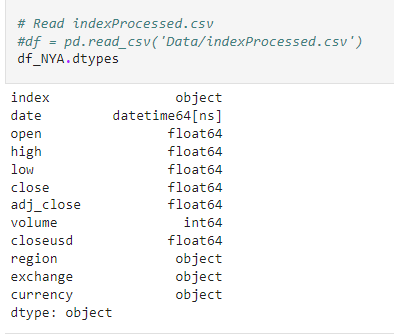 # Read indexProcessed.csv
#df = pd.read_csv('Data/indexProcessed.csv')
df_NYA.dtypes
index object
date datetime64[ns]
open float64
high float64
low float64
close float64
adj_close float64
volume int64
closeusd float64
region object
exchange object
currency object
dtype: object